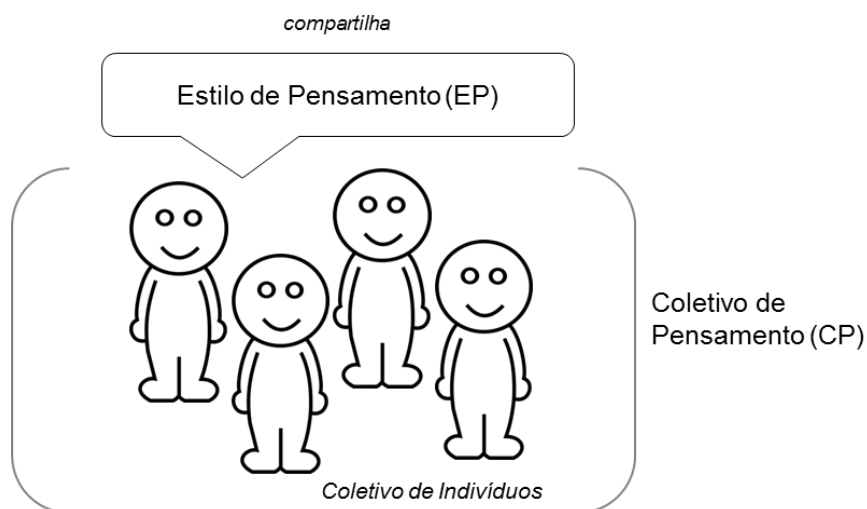 compartilha
Estilo de Pensamento (EP)
Coletivo de
Pensamento (CP)
Coletivo de Indivíduos